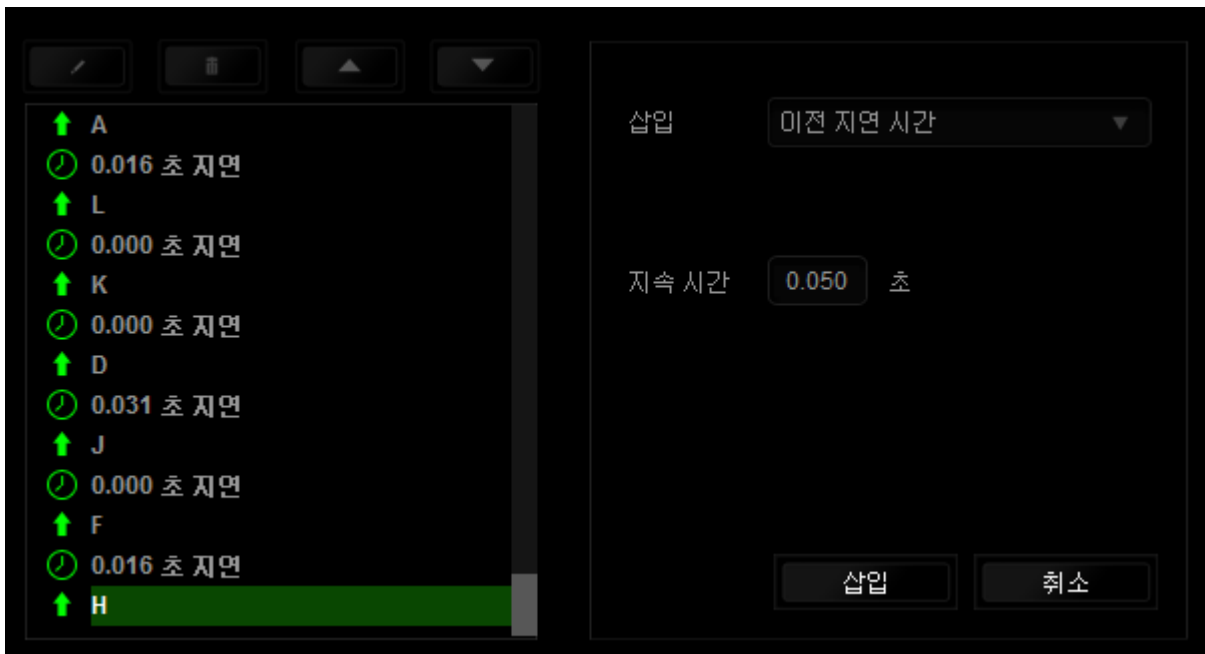 A
0.016 초 지연
L
0.000 초 지연
K
0.000 초 지연
D
0.031 초 지연
J
0.000 초 지연
F
0.016 초 지연
H
삽입 이전 지연 시간
지속 시간 0.050 초
삽입 취소